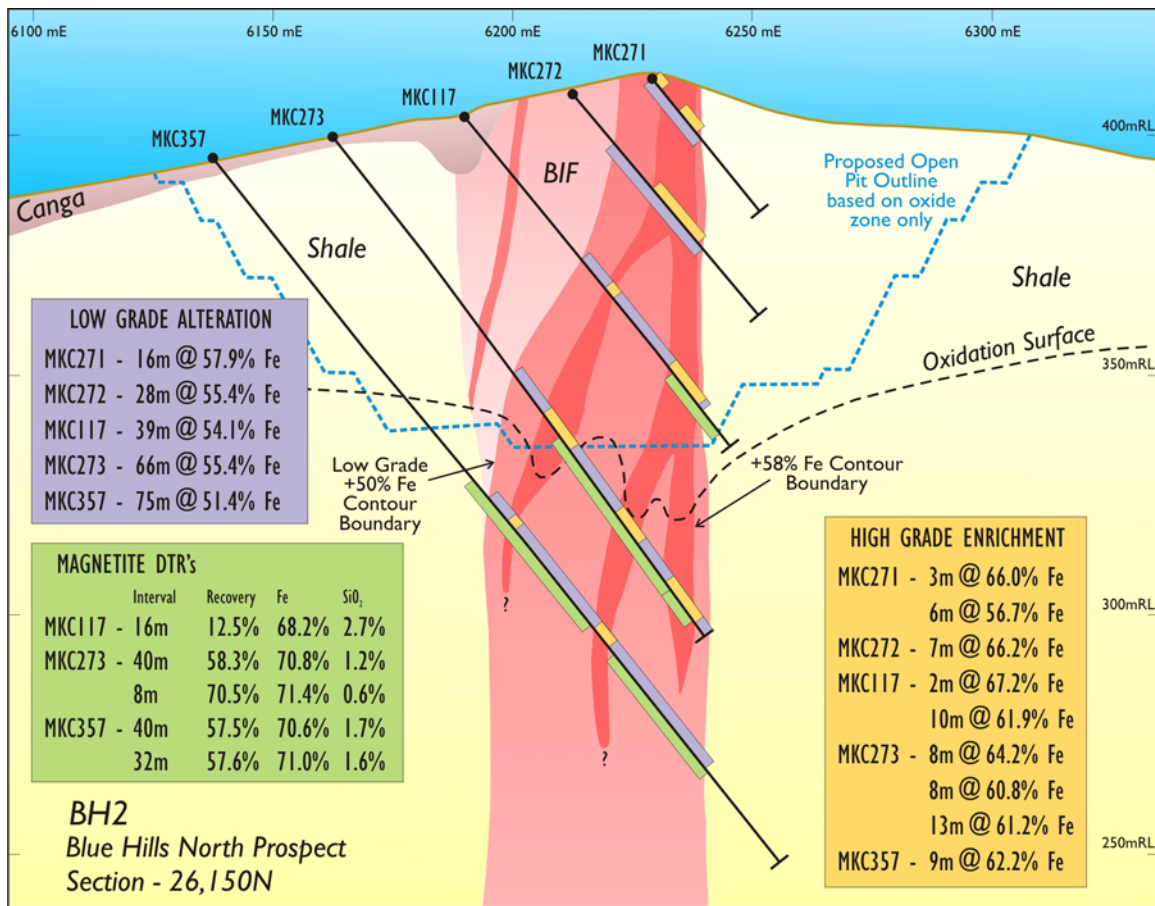 6100 mE 6150 mE 6200 mE 6250 mE 6300 mE
MKC271
MKC272
MKC117
MKC273
MKC357
400mRL
Canga
Shale
BIF
Proposed Open
Pit Outline
based on oxide
zone only
Shale
Oxidation Surface
350mRL
LOW GRADE ALTERATION
MKC271 - 16m @ 57.9% Fe
MKC272 - 28m @ 55.4% Fe
MKC117 - 39m @ 54.1% Fe
MKC273 - 66m @ 55.4% Fe
MKC357 - 75m @ 51.4% Fe
Low Grade
+50% Fe
Contour
Boundary
+58% Fe Contour
Boundary
MAGNETITE DTR's
Interval Recovery Fe SiO₂
MKC117 - 16m 12.5% 68.2% 2.7%
MKC273 - 40m 58.3% 70.8% 1.2%
8m 70.5% 71.4% 0.6%
MKC357 - 40m 57.5% 70.6% 1.7%
32m 57.6% 71.0% 1.6%
?
?
HIGH GRADE ENRICHMENT
MKC271 - 3m @ 66.0% Fe
6m @ 56.7% Fe
MKC272 - 7m @ 66.2% Fe
MKC117 - 2m @ 67.2% Fe
10m @ 61.9% Fe
MKC273 - 8m @ 64.2% Fe
8m @ 60.8% Fe
13m @ 61.2% Fe
MKC357 - 9m @ 62.2% Fe
300mRL
250mRL
BH2
Blue Hills North Prospect
Section - 26,150N